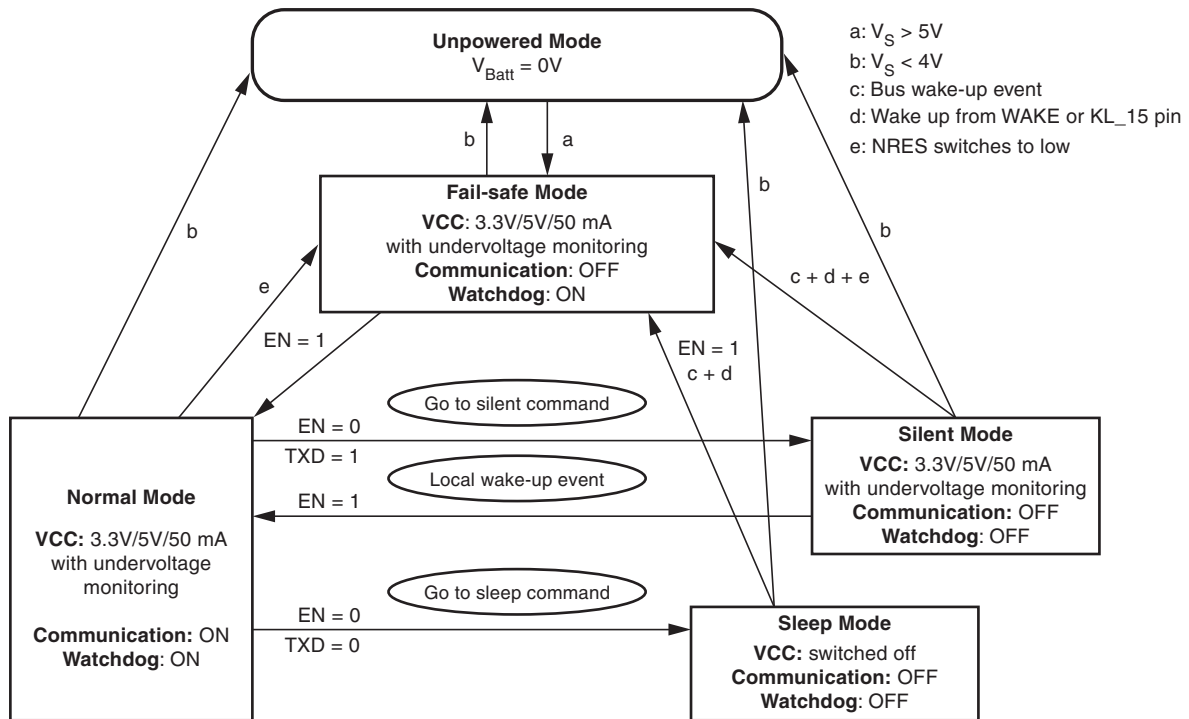 Unpowered Mode
V_Batt = 0V
a: V_S > 5V
b: V_S < 4V
c: Bus wake-up event
d: Wake up from WAKE or KL_15 pin
e: NRES switches to low
b
a
b
b
b
Fail-safe Mode
VCC: 3.3V/5V/50 mA
with undervoltage monitoring
Communication: OFF
Watchdog: ON
e
c + d + e
EN = 1
EN = 1
c + d
Go to silent command
EN = 0
TXD = 1
Local wake-up event
EN = 1
Silent Mode
VCC: 3.3V/5V/50 mA
with undervoltage monitoring
Communication: OFF
Watchdog: OFF
Normal Mode
VCC: 3.3V/5V/50 mA
with undervoltage
monitoring
Communication: ON
Watchdog: ON
Go to sleep command
EN = 0
TXD = 0
Sleep Mode
VCC: switched off
Communication: OFF
Watchdog: OFF